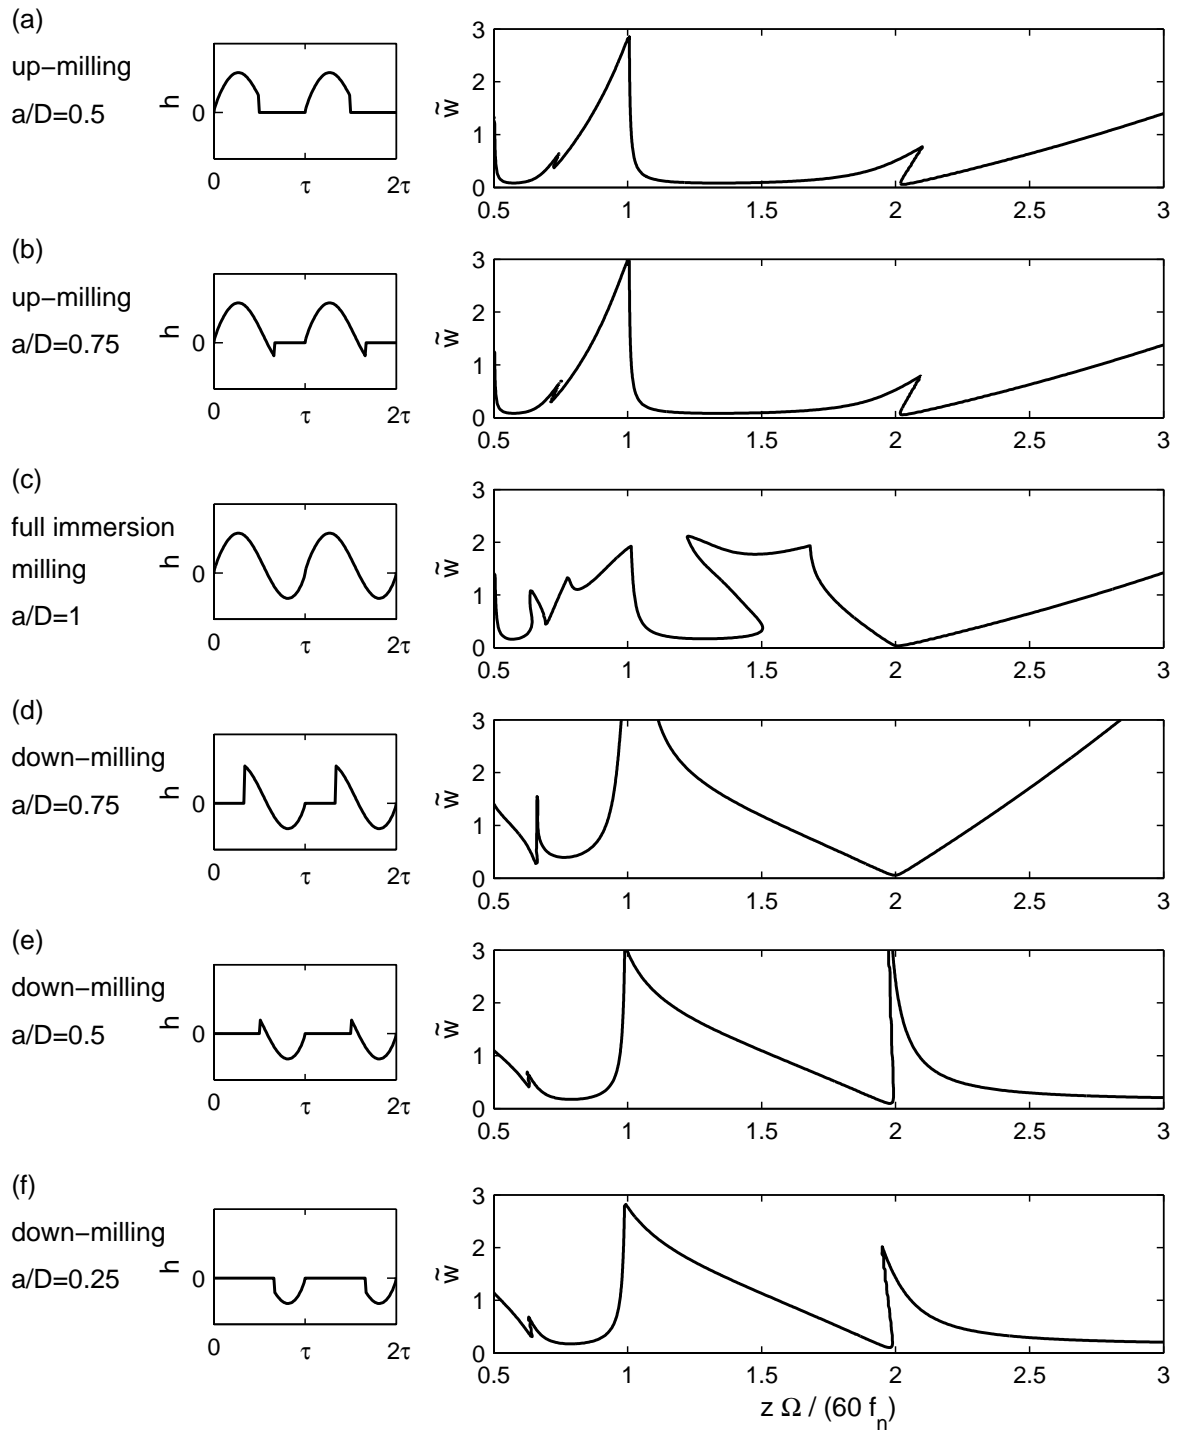 (a)
up−milling
a/D=0.5
h
0
0 τ 2τ
w̃
3
2
1
0
0.5 1 1.5 2 2.5 3
(b)
up−milling
a/D=0.75
h
0
0 τ 2τ
w̃
3
2
1
0
0.5 1 1.5 2 2.5 3
(c)
full immersion
milling
a/D=1
h
0
0 τ 2τ
w̃
3
2
1
0
0.5 1 1.5 2 2.5 3
(d)
down−milling
a/D=0.75
h
0
0 τ 2τ
w̃
3
2
1
0
0.5 1 1.5 2 2.5 3
(e)
down−milling
a/D=0.5
h
0
0 τ 2τ
w̃
3
2
1
0
0.5 1 1.5 2 2.5 3
(f)
down−milling
a/D=0.25
h
0
0 τ 2τ
w̃
3
2
1
0
0.5 1 1.5 2 2.5 3
z Ω / (60 fₙ)